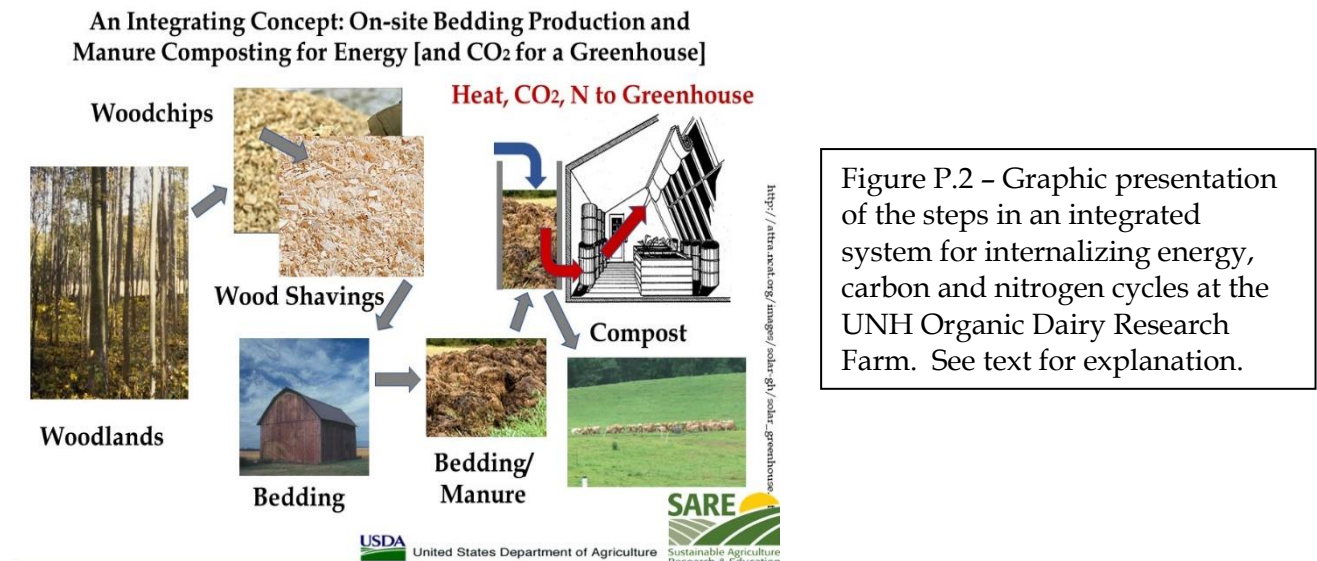 An Integrating Concept: On-site Bedding Production and
Manure Composting for Energy [and CO2 for a Greenhouse]
Heat, CO2, N to Greenhouse
Woodchips
Wood Shavings
Compost
Woodlands
Bedding
Bedding/
Manure
http://attra.ncat.org/images/solar-gh/solar_greenhouse.
SARE
Sustainable Agriculture
Research & Education
USDA
United States Department of Agriculture
Figure P.2 – Graphic presentation
of the steps in an integrated
system for internalizing energy,
carbon and nitrogen cycles at the
UNH Organic Dairy Research
Farm.  See text for explanation.